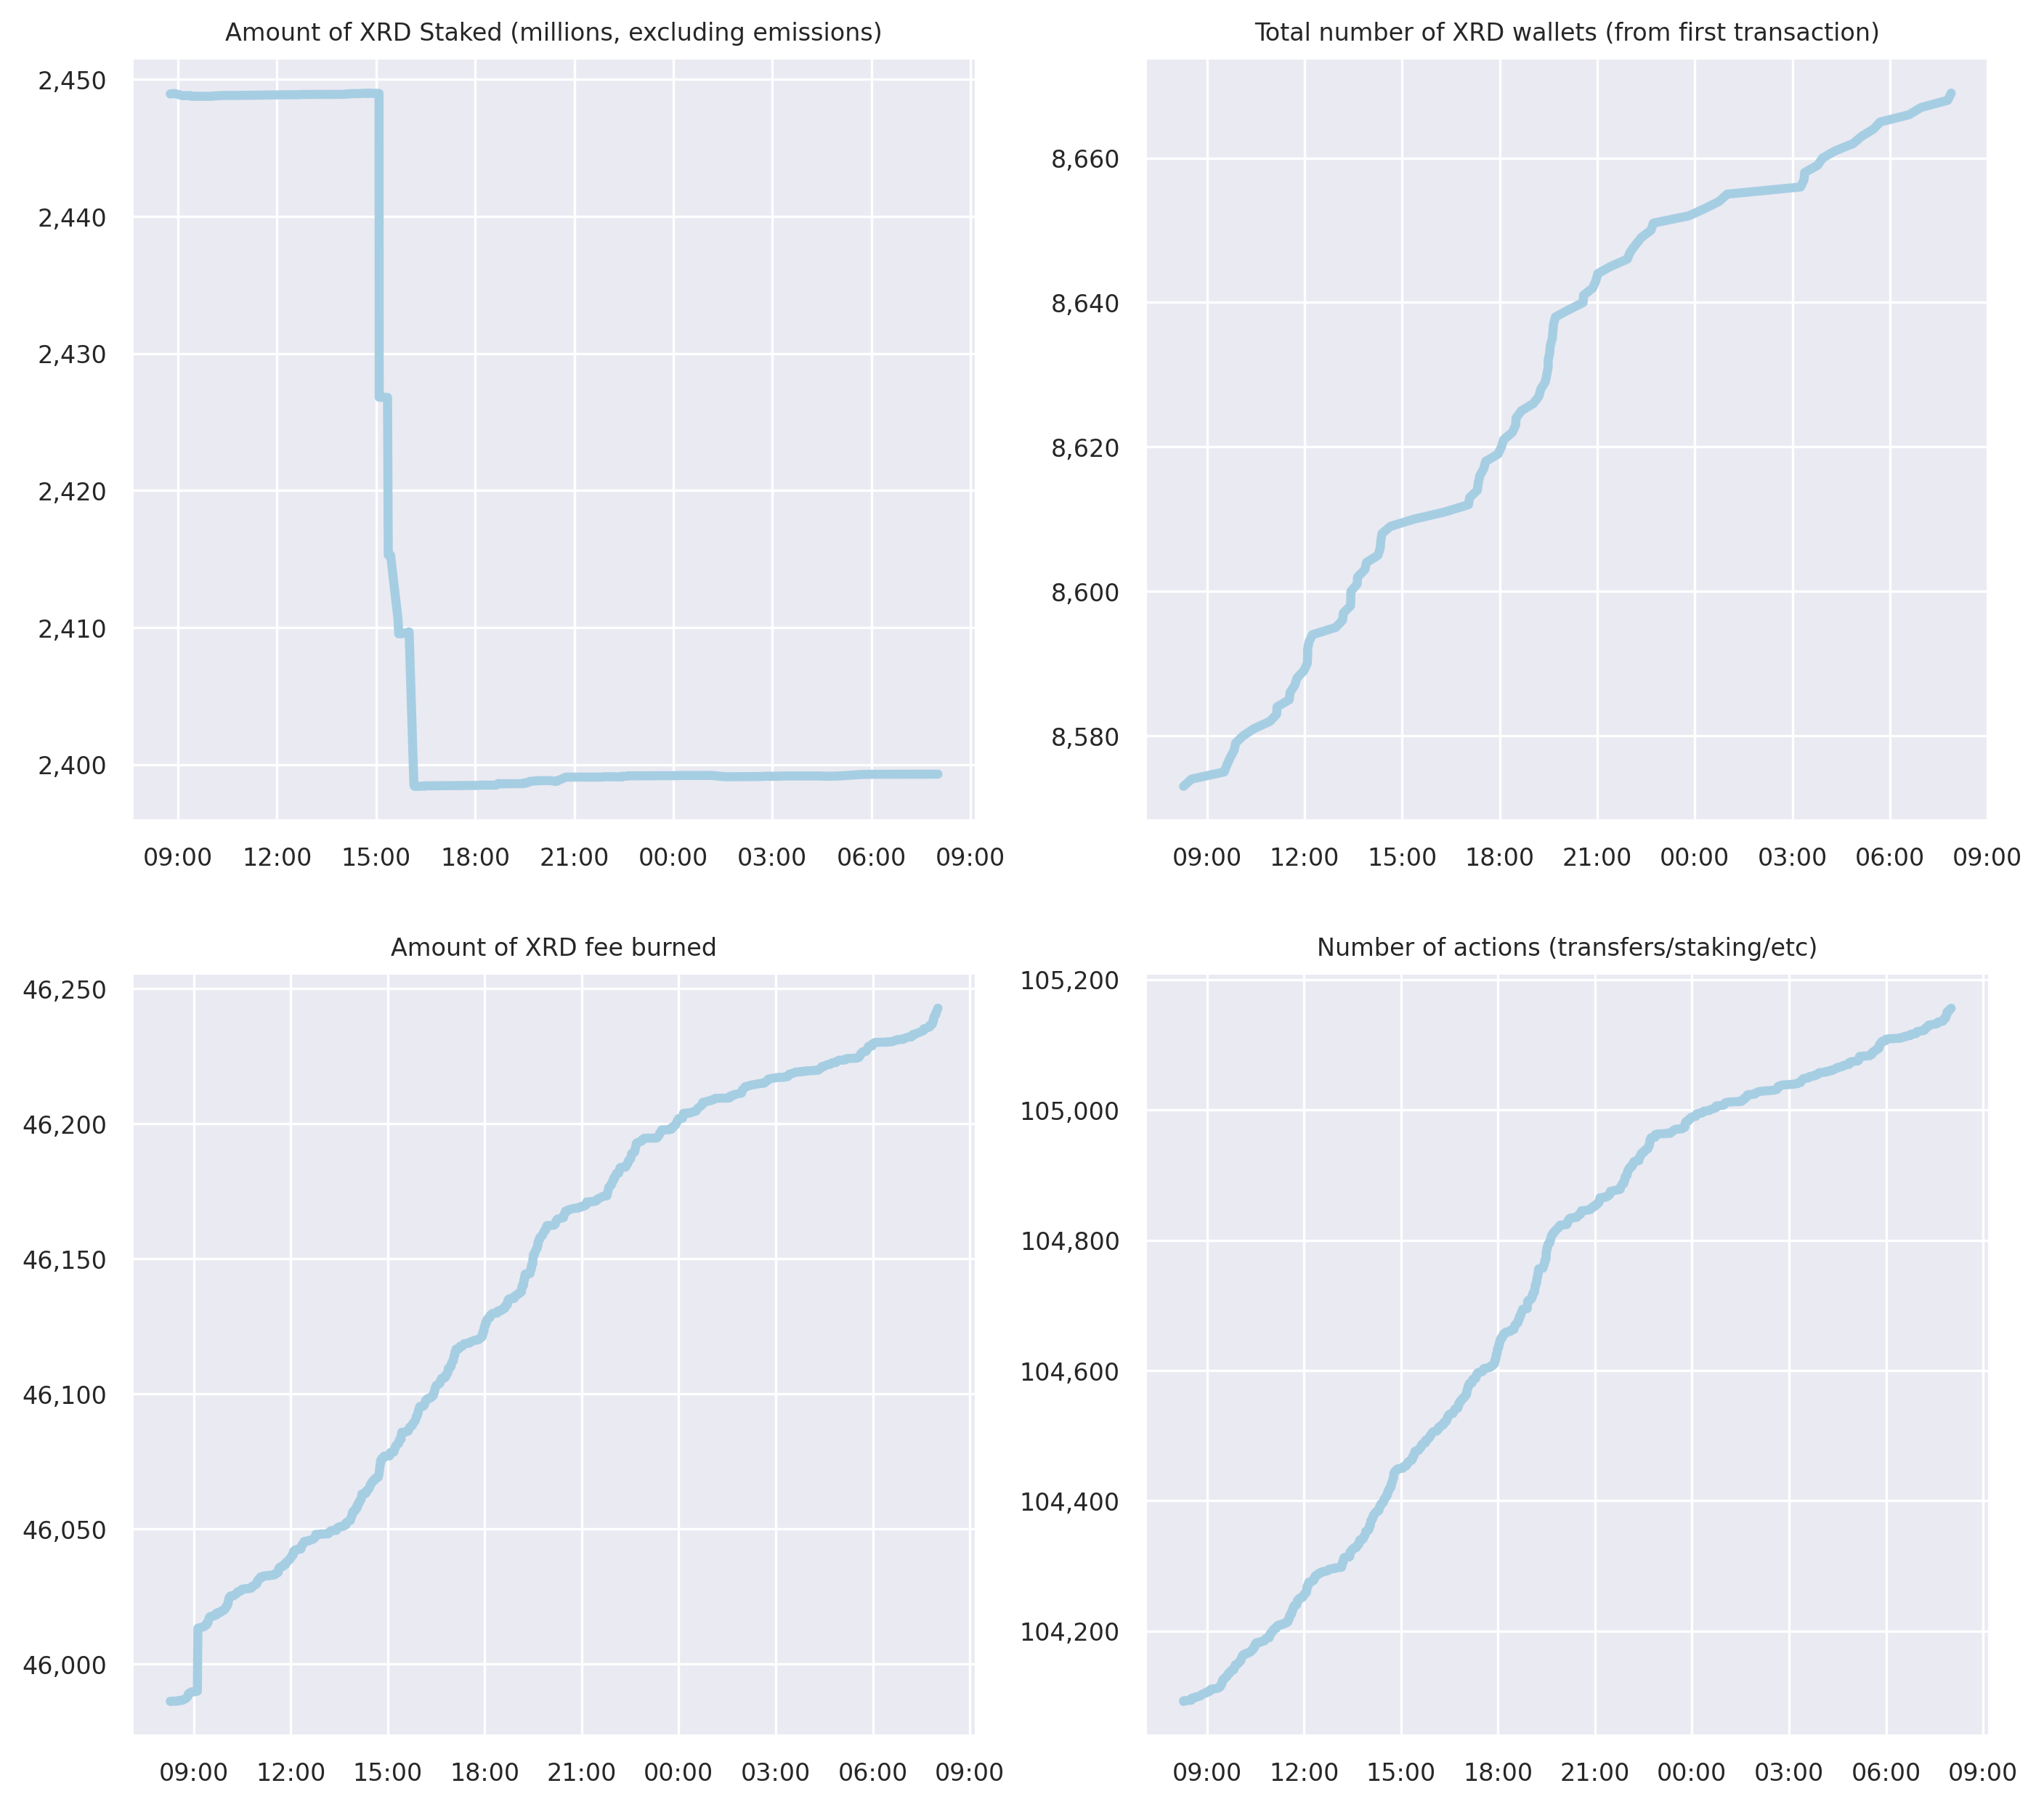 Amount of XRD Staked (millions, excluding emissions)
2,450
2,440
2,430
2,420
2,410
2,400
09:00 12:00 15:00 18:00 21:00 00:00 03:00 06:00 09:00
Total number of XRD wallets (from first transaction)
8,660
8,640
8,620
8,600
8,580
09:00 12:00 15:00 18:00 21:00 00:00 03:00 06:00 09:00
Amount of XRD fee burned
46,250
46,200
46,150
46,100
46,050
46,000
09:00 12:00 15:00 18:00 21:00 00:00 03:00 06:00 09:00
Number of actions (transfers/staking/etc)
105,200
105,000
104,800
104,600
104,400
104,200
09:00 12:00 15:00 18:00 21:00 00:00 03:00 06:00 09:00